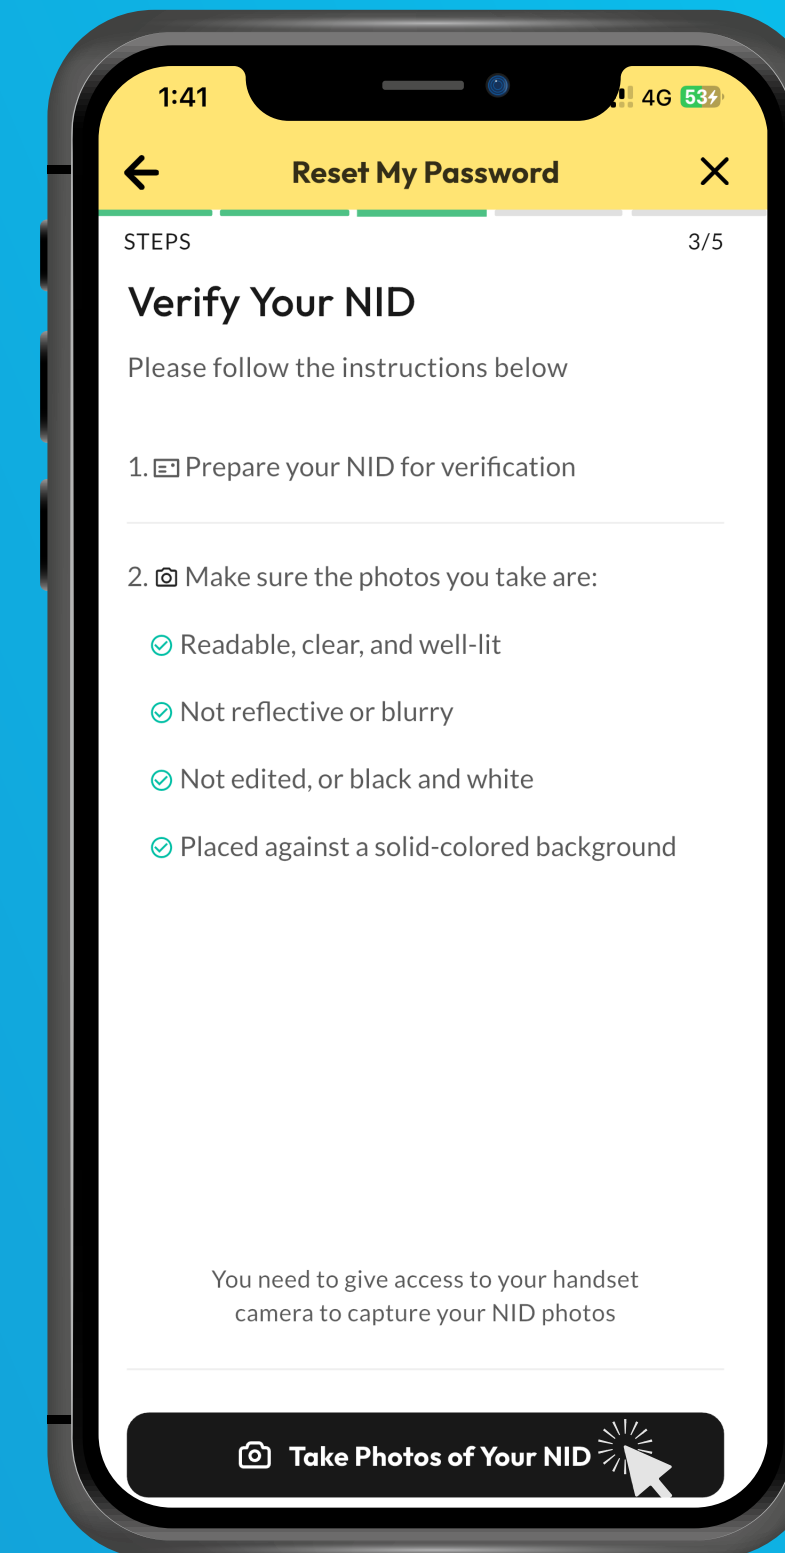 1:41
4G 53
Reset My Password
STEPS 3/5
Verify Your NID
Please follow the instructions below
1. Prepare your NID for verification
2. Make sure the photos you take are:
Readable, clear, and well-lit
Not reflective or blurry
Not edited, or black and white
Placed against a solid-colored background
You need to give access to your handset
camera to capture your NID photos
Take Photos of Your NID